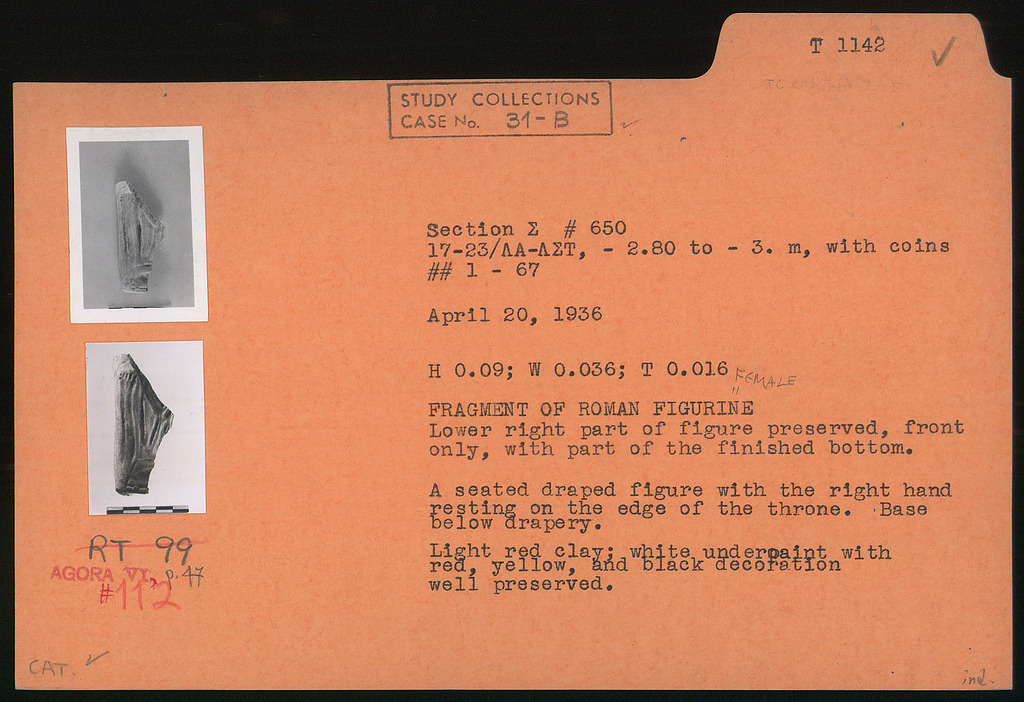 T 1142 ✓
STUDY COLLECTIONS
CASE No. 31-B ✓
Section Σ # 650
17-23/ΛΑ-ΛΣΤ, - 2.80 to - 3. m, with coins
## 1 - 67
April 20, 1936
H 0.09; W 0.036; T 0.016
FEMALE
"
FRAGMENT OF ROMAN FIGURINE
Lower right part of figure preserved, front
only, with part of the finished bottom.
A seated draped figure with the right hand
resting on the edge of the throne. Base
below drapery.
Light red clay; white underpaint with
red, yellow, and black decoration
well preserved.
RT 99
AGORA VI, p. 47
#112
CAT. ✓
ind.